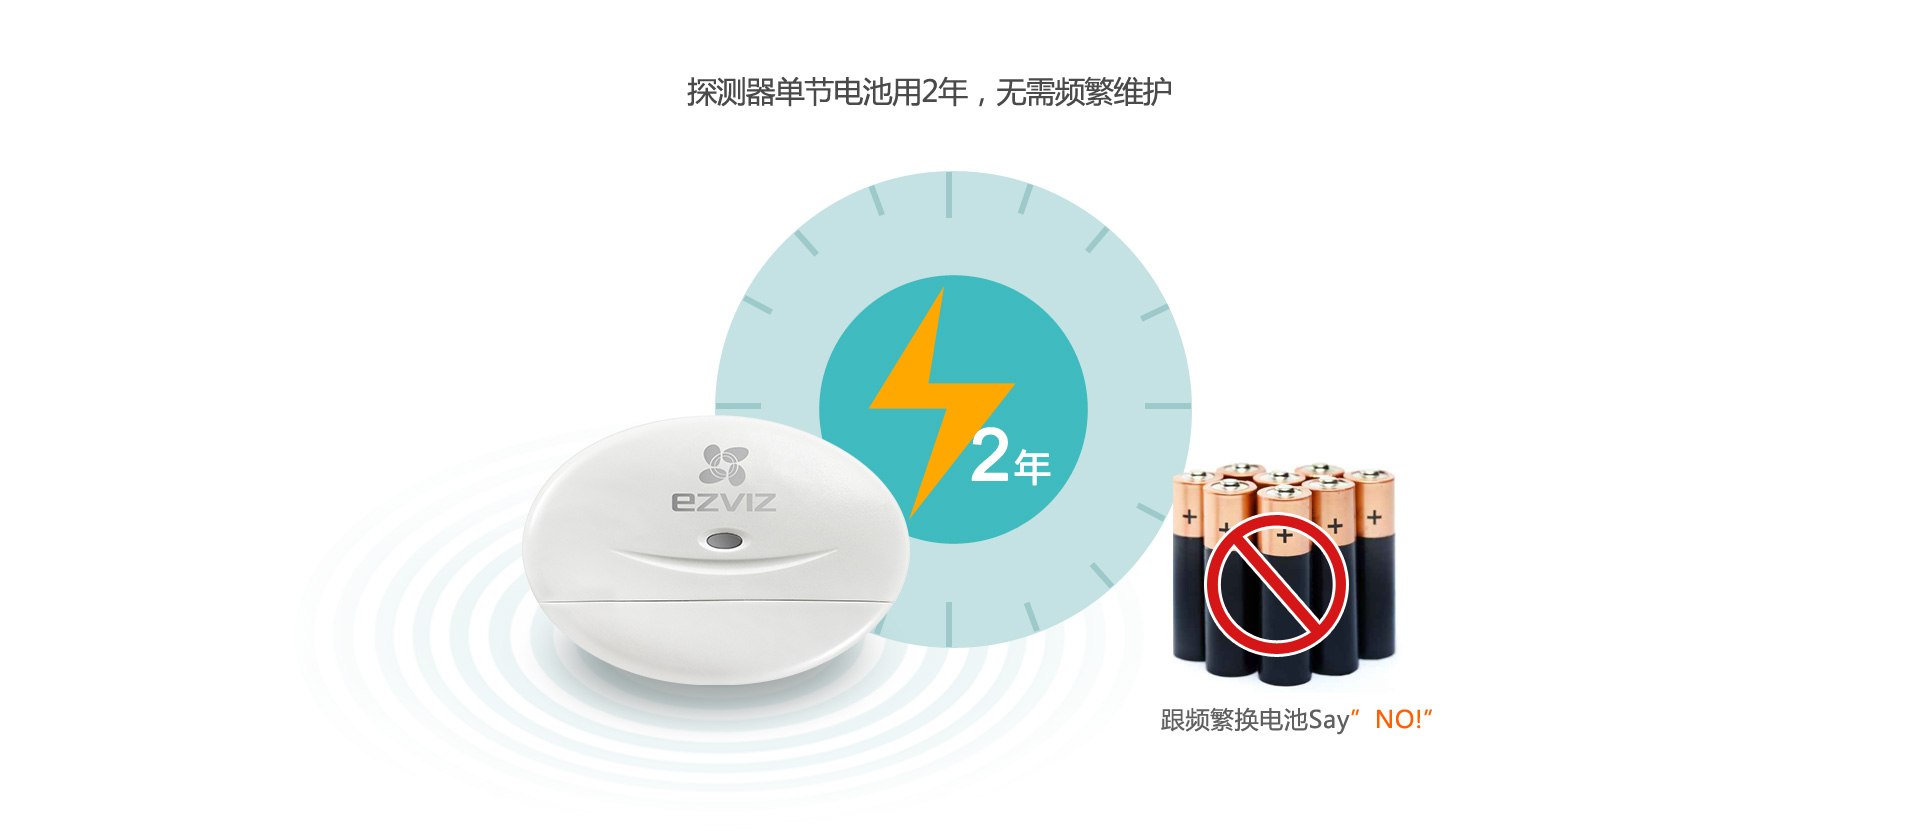 探测器单节电池用2年，无需频繁维护
2年
ezviz
+ + + + +
跟频繁换电池Say”NO!”